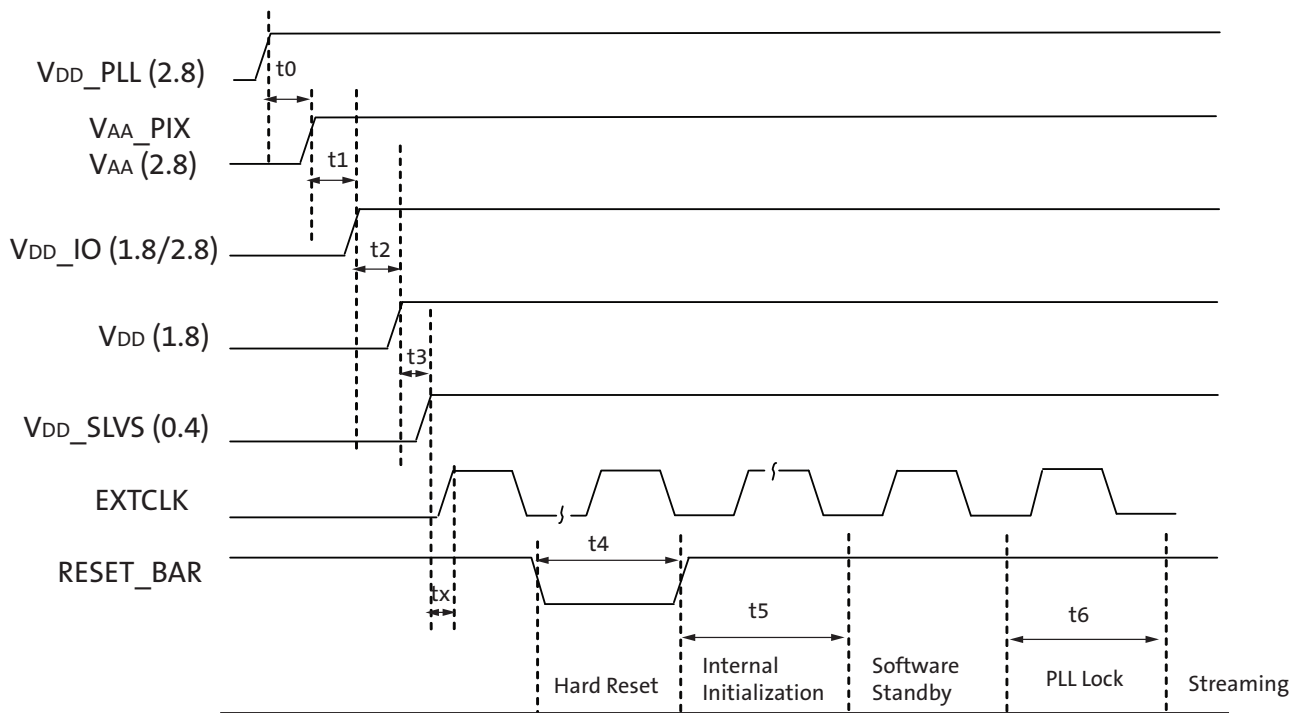 VDD_PLL (2.8)
t0
VAA_PIX
VAA (2.8)
t1
VDD_IO (1.8/2.8)
t2
VDD (1.8)
t3
VDD_SLVS (0.4)
EXTCLK
RESET_BAR
t4
tx
t5
t6
Hard Reset
Internal
Initialization
Software
Standby
PLL Lock
Streaming